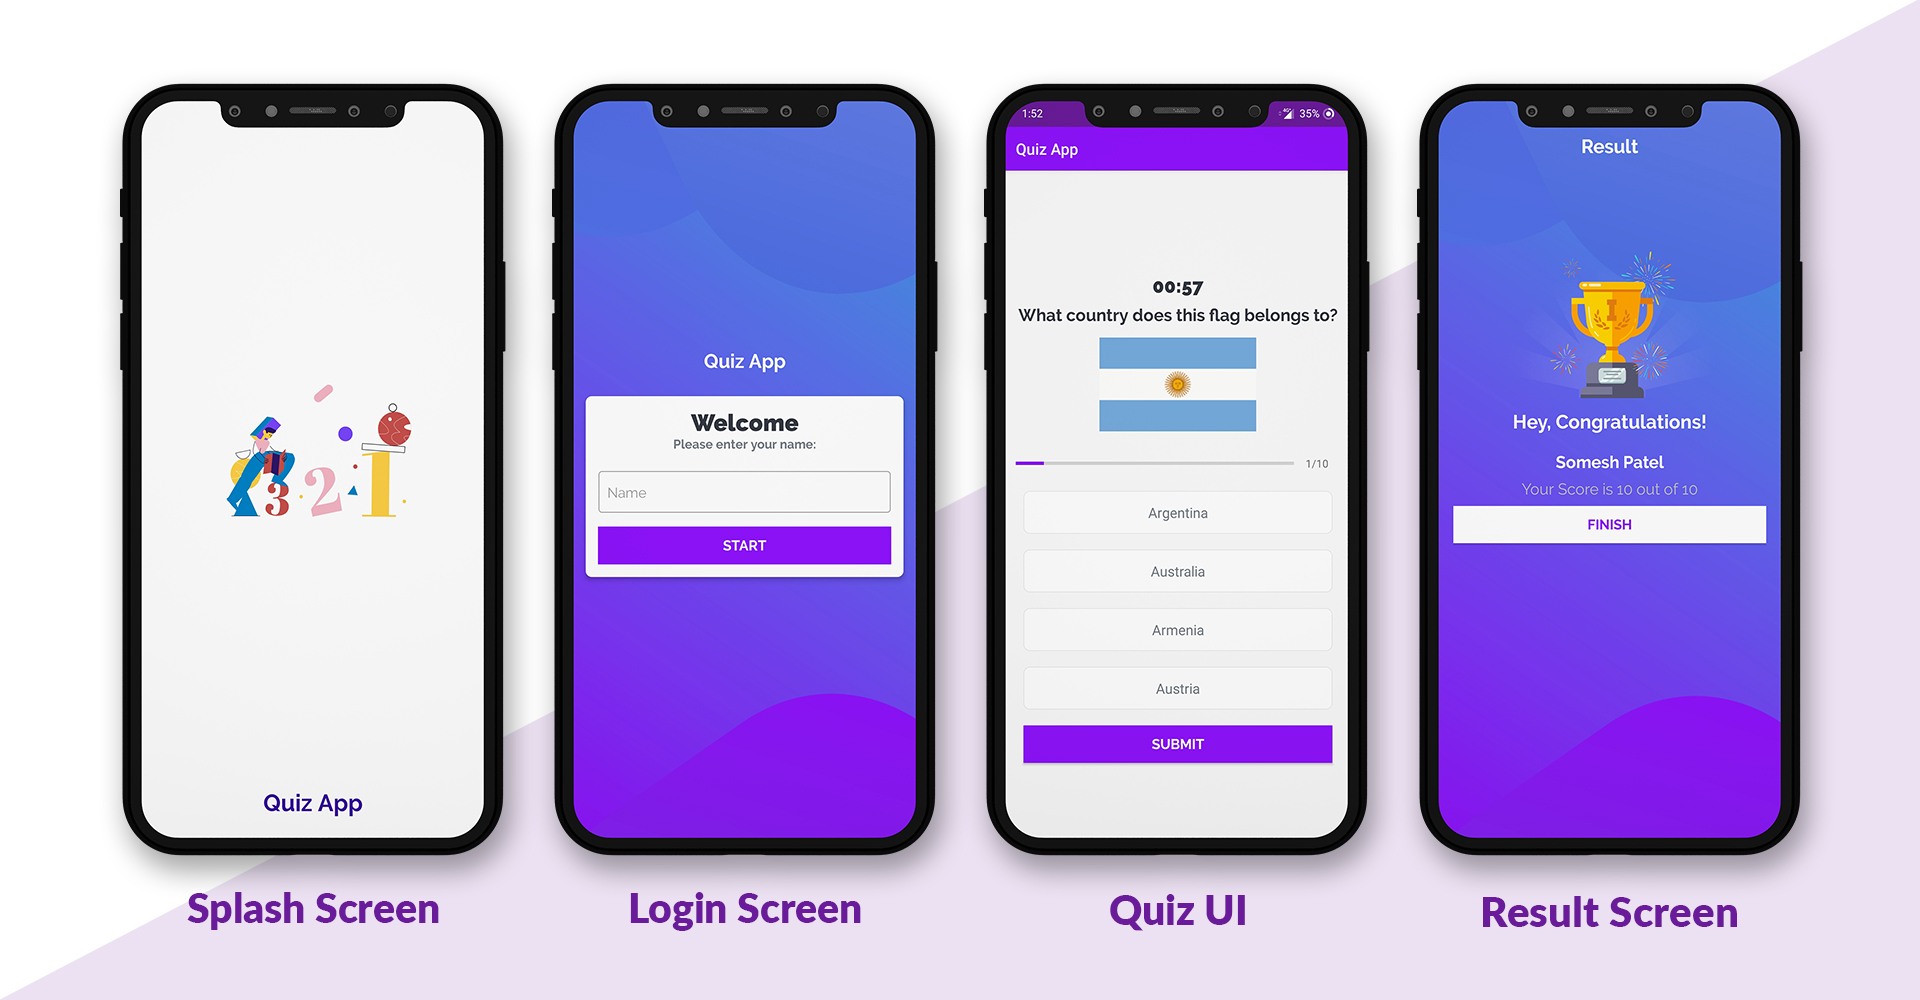 3 2 1
Quiz App
Splash Screen
Quiz App
Welcome
Please enter your name:
Name
START
Login Screen
1:52
35%
Quiz App
00:57
What country does this flag belongs to?
1/10
Argentina
Australia
Armenia
Austria
SUBMIT
Quiz UI
Result
1
Hey, Congratulations!
Somesh Patel
Your Score is 10 out of 10
FINISH
Result Screen